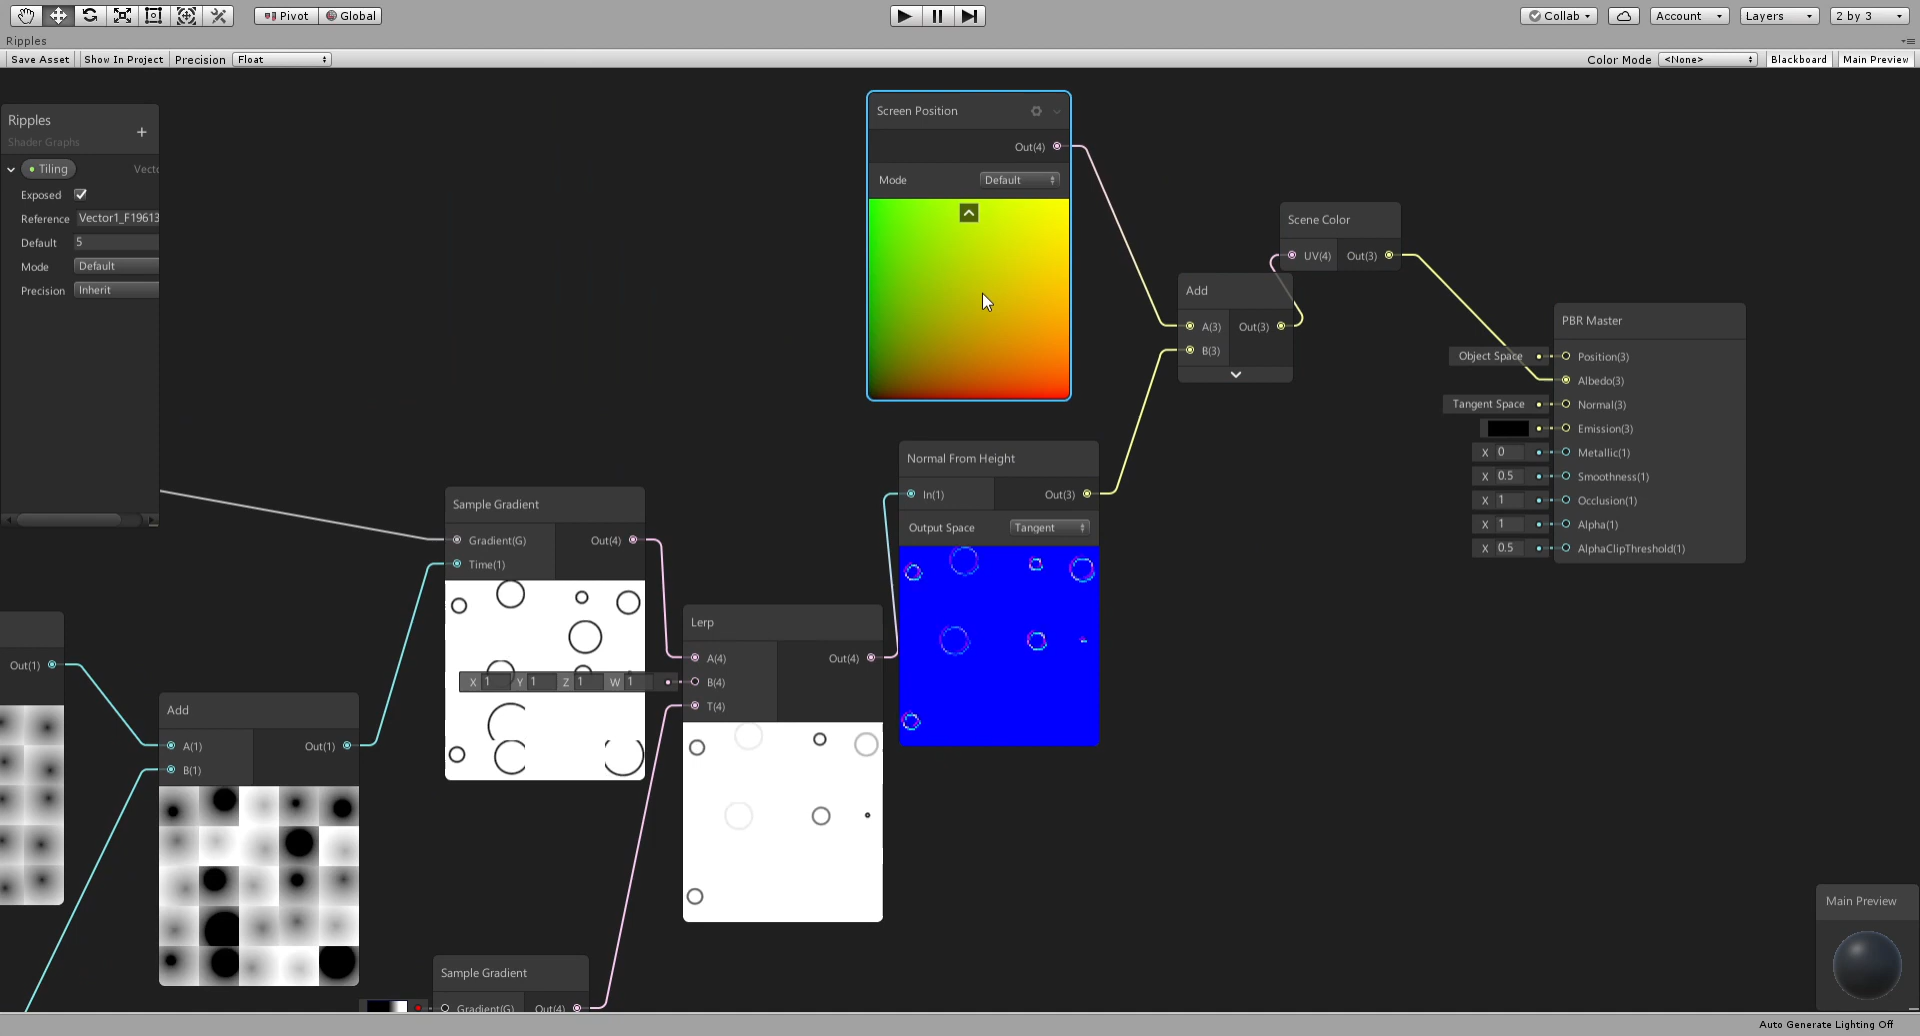 Pivot Global Collab Account Layers 2 by 3
Ripples
Save Asset Show In Project Precision Float Color Mode <None> Blackboard Main Preview
Ripples
Shader Graphs
Tiling Vecto
Exposed
Reference Vector1_F19613
Default 5
Mode Default
Precision Inherit
Screen Position
Out(4)
Mode Default
Scene Color
UV(4) Out(3)
Add
A(3) Out(3)
B(3)
PBR Master
Object Space Position(3)
Albedo(3)
Tangent Space Normal(3)
Emission(3)
X 0 Metallic(1)
X 0.5 Smoothness(1)
X 1 Occlusion(1)
X 1 Alpha(1)
X 0.5 AlphaClipThreshold(1)
Normal From Height
In(1) Out(3)
Output Space Tangent
Sample Gradient
Gradient(G) Out(4)
Time(1)
Lerp
A(4) Out(4)
X 1 Y 1 Z 1 W 1 B(4)
T(4)
Out(1)
Add
A(1) Out(1)
B(1)
Sample Gradient
Gradient(G) Out(4)
Main Preview
Auto Generate Lighting Off